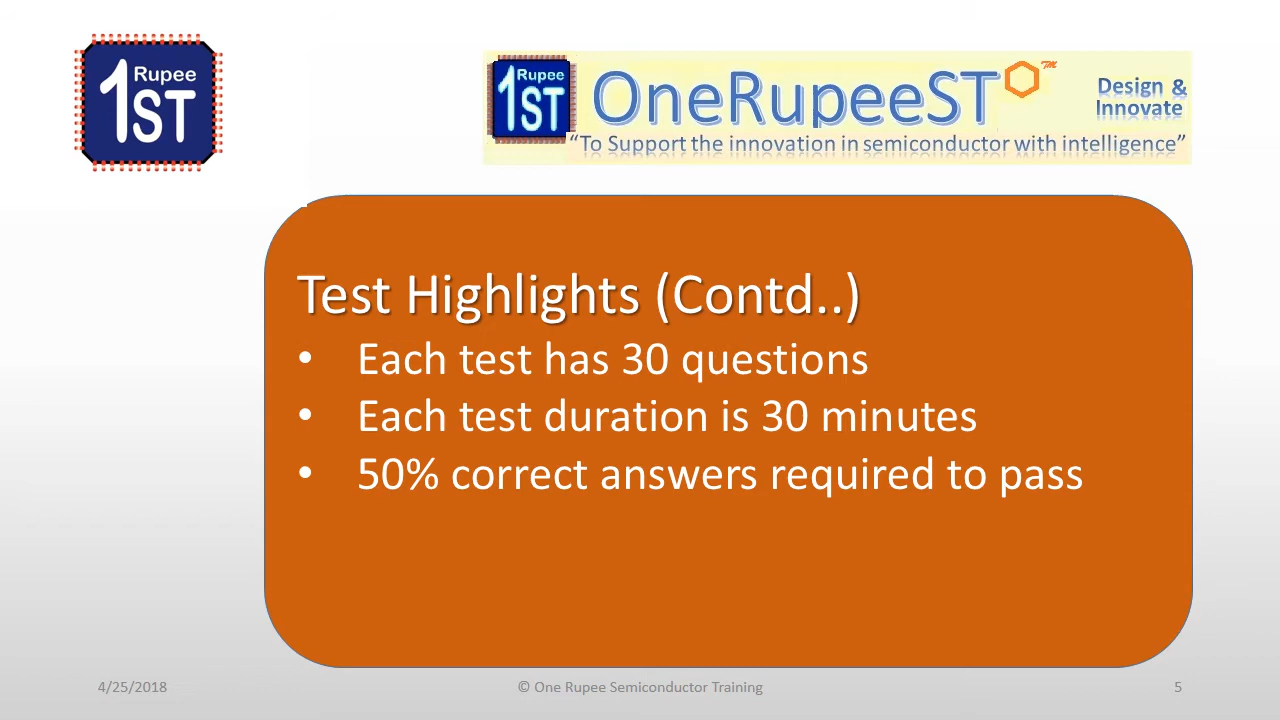 1 Rupee
ST
1 Rupee
ST
OneRupeeST™
Design &
Innovate
“To Support the innovation in semiconductor with intelligence”
Test Highlights (Contd..)
• Each test has 30 questions
• Each test duration is 30 minutes
• 50% correct answers required to pass
4/25/2018
© One Rupee Semiconductor Training
5